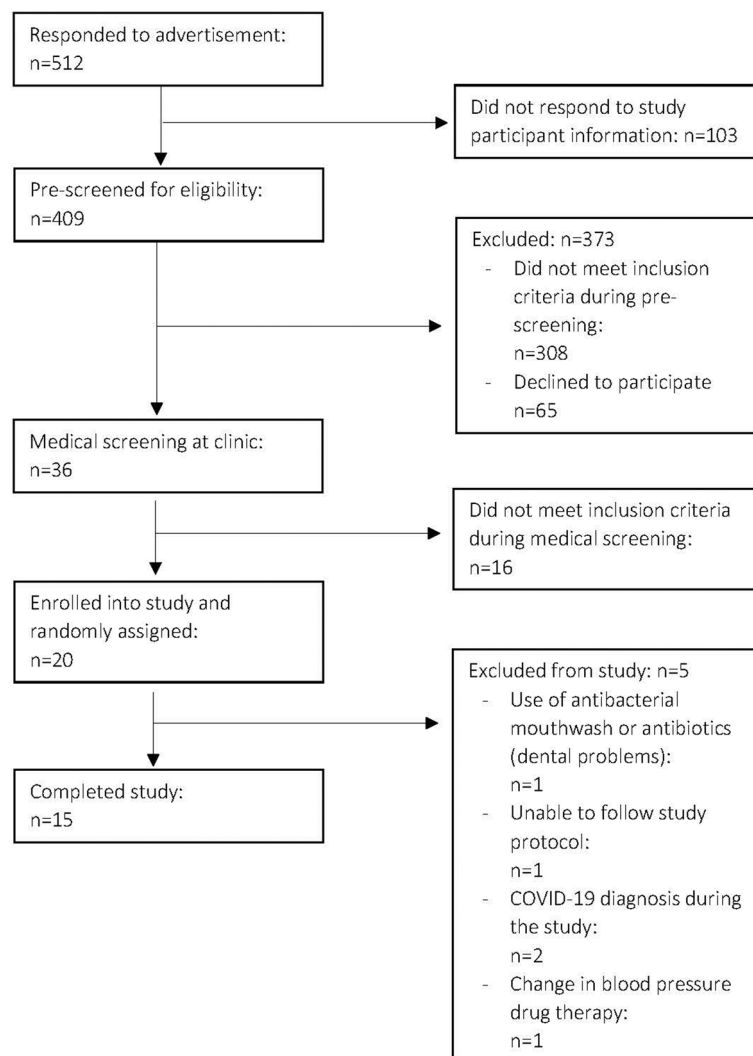 Responded to advertisement:
n=512
Did not respond to study
participant information: n=103
Pre-screened for eligibility:
n=409
Excluded: n=373
- Did not meet inclusion
criteria during pre-
screening:
n=308
- Declined to participate
n=65
Medical screening at clinic:
n=36
Did not meet inclusion criteria
during medical screening:
n=16
Enrolled into study and
randomly assigned:
n=20
Excluded from study: n=5
- Use of antibacterial
mouthwash or antibiotics
(dental problems):
n=1
- Unable to follow study
protocol:
n=1
- COVID-19 diagnosis during
the study:
n=2
- Change in blood pressure
drug therapy:
n=1
Completed study:
n=15